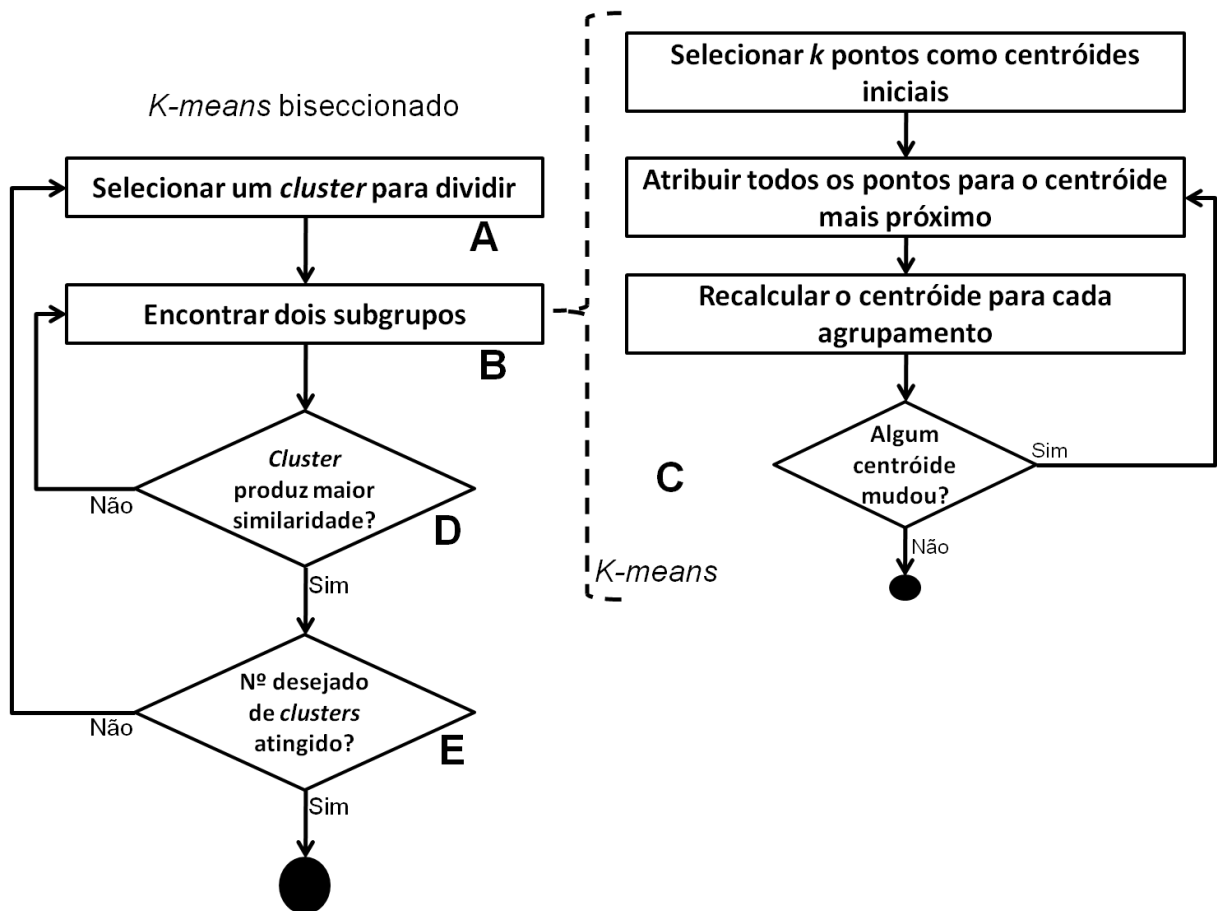 K-means biseccionado
Selecionar um cluster para dividir
A
Encontrar dois subgrupos
B
Cluster
produz maior
similaridade?
D
Não
Sim
Nº desejado
de clusters
atingido?
E
Não
Sim
Selecionar k pontos como centróides
iniciais
Atribuir todos os pontos para o centróide
mais próximo
Recalcular o centróide para cada
agrupamento
Algum
centróide
mudou?
Sim
C
Não
K-means